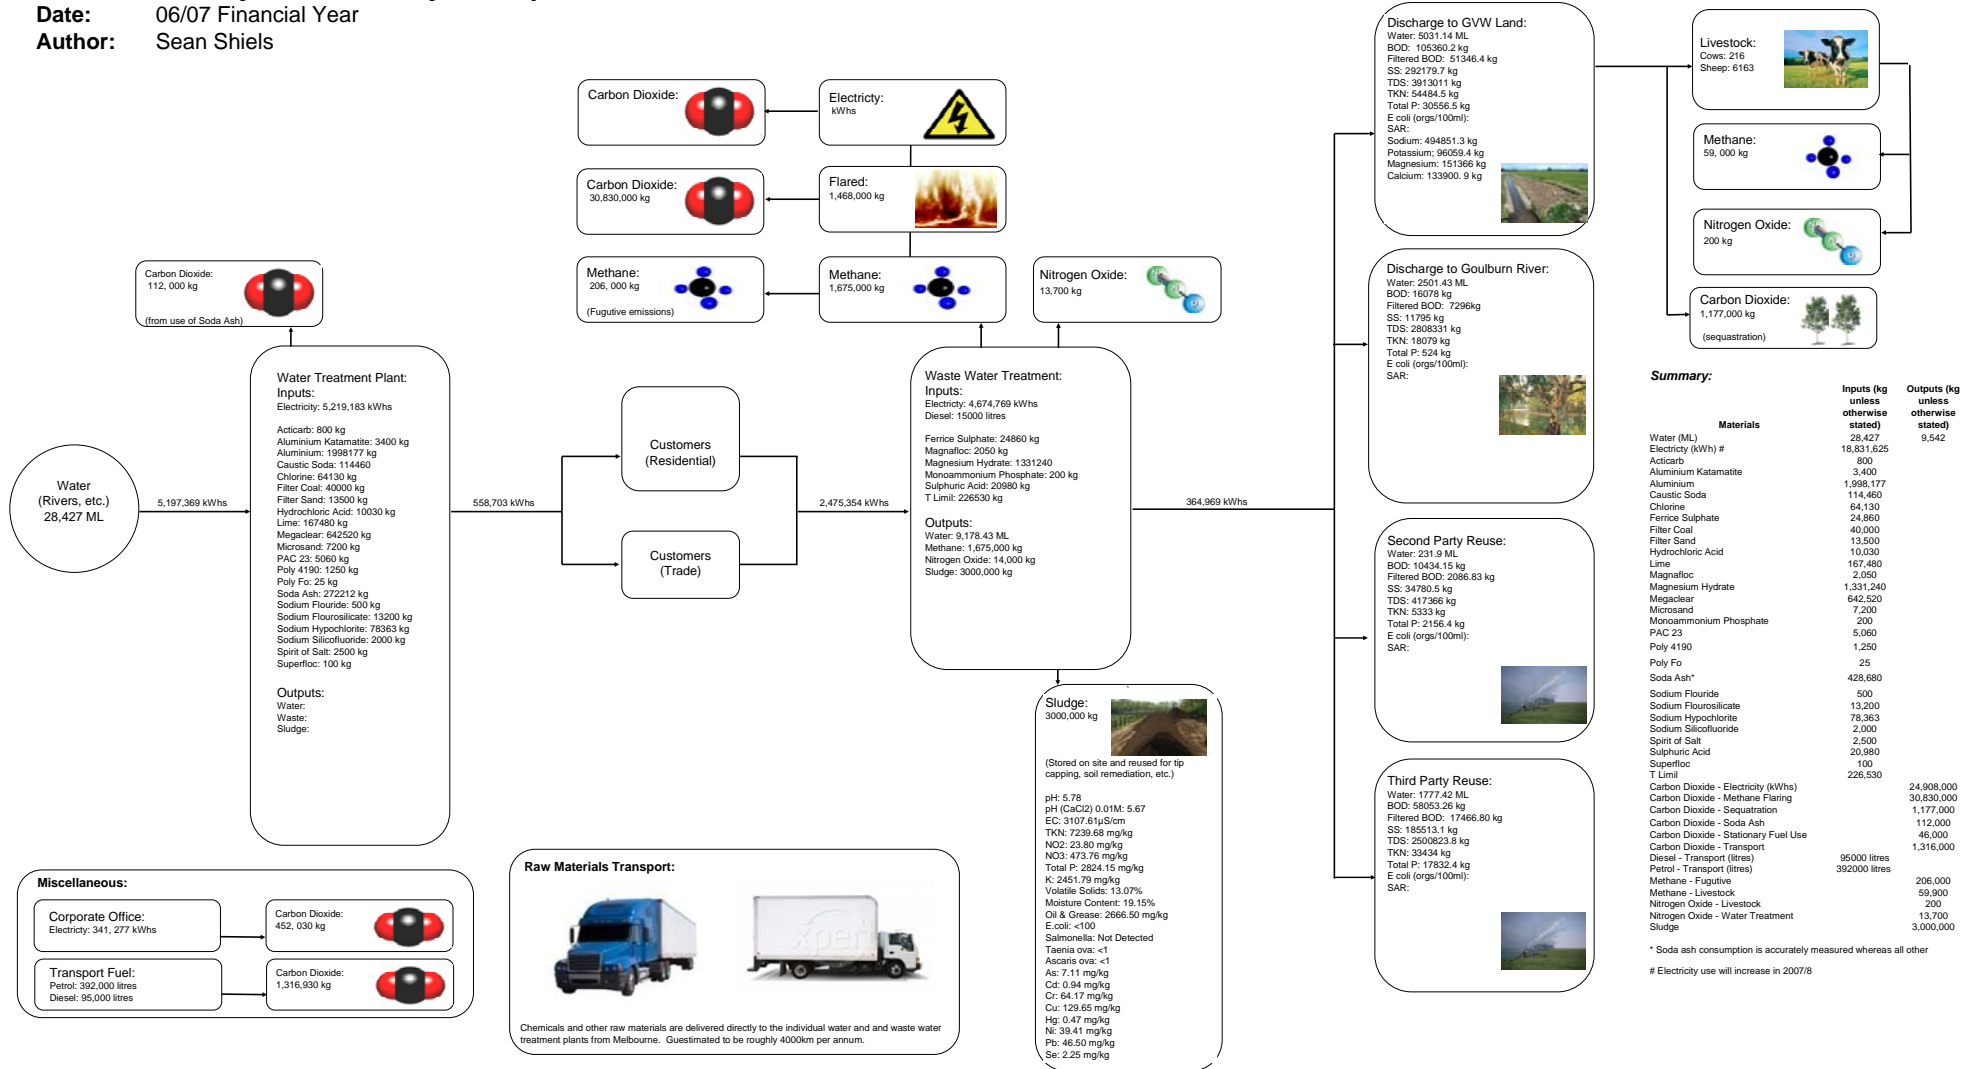 Date: 06/07 Financial Year
Author: Sean Shiels
Carbon Dioxide:
Electricty:
kWhs
Carbon Dioxide:
30,830,000 kg
Flared:
1,468,000 kg
Methane:
206, 000 kg
(Fugutive emissions)
Methane:
1,675,000 kg
Nitrogen Oxide:
13,700 kg
Carbon Dioxide:
112, 000 kg
(from use of Soda Ash)
Water
(Rivers, etc.)
28,427 ML
5,197,369 kWhs
Water Treatment Plant:
Inputs:
Electricity: 5,219,183 kWhs
Acticarb: 800 kg
Aluminium Katamatite: 3400 kg
Aluminium: 1998177 kg
Caustic Soda: 114460
Chlorine: 64130 kg
Filter Coal: 40000 kg
Filter Sand: 13500 kg
Hydrochloric Acid: 10030 kg
Lime: 167480 kg
Megaclear: 642520 kg
Microsand: 7200 kg
PAC 23: 5060 kg
Poly 4190: 1250 kg
Poly Fo: 25 kg
Soda Ash: 272212 kg
Sodium Flouride: 500 kg
Sodium Flourosilicate: 13200 kg
Sodium Hypochlorite: 78363 kg
Sodium Silicofluoride: 2000 kg
Spirit of Salt: 2500 kg
Superfloc: 100 kg
Outputs:
Water:
Waste:
Sludge:
558,703 kWhs
Customers
(Residential)
Customers
(Trade)
2,475,354 kWhs
Waste Water Treatment:
Inputs:
Electricty: 4,674,769 kWhs
Diesel: 15000 litres
Ferrice Sulphate: 24860 kg
Magnafloc: 2050 kg
Magnesium Hydrate: 1331240
Monoammonium Phosphate: 200 kg
Sulphuric Acid: 20980 kg
T Limil: 226530 kg
Outputs:
Water: 9,178.43 ML
Methane: 1,675,000 kg
Nitrogen Oxide: 14,000 kg
Sludge: 3000,000 kg
364,969 kWhs
Sludge:
3000,000 kg
(Stored on site and reused for tip
capping, soil remediation, etc.)
pH: 5.78
pH (CaCl2) 0.01M: 5.67
EC: 3107.61µS/cm
TKN: 7239.68 mg/kg
NO2: 23.80 mg/kg
NO3: 473.76 mg/kg
Total P: 2824.15 mg/kg
K: 2451.79 mg/kg
Volatile Solids: 13.07%
Moisture Content: 19.15%
Oil & Grease: 2666.50 mg/kg
E.coli: <100
Salmonella: Not Detected
Taenia ova: <1
Ascaris ova: <1
As: 7.11 mg/kg
Cd: 0.94 mg/kg
Cr: 64.17 mg/kg
Cu: 129.65 mg/kg
Hg: 0.47 mg/kg
Ni: 39.41 mg/kg
Pb: 46.50 mg/kg
Se: 2.25 mg/kg
Discharge to GVW Land:
Water: 5031.14 ML
BOD: 105360.2 kg
Filtered BOD: 51346.4 kg
SS: 292179.7 kg
TDS: 3913011 kg
TKN: 54484.5 kg
Total P: 30556.5 kg
E coli (orgs/100ml):
SAR:
Sodium: 494851.3 kg
Potassium; 96059.4 kg
Magnesium: 151366 kg
Calcium: 133900. 9 kg
Discharge to Goulburn River:
Water: 2501.43 ML
BOD: 16078 kg
Filtered BOD: 7296kg
SS: 11795 kg
TDS: 2808331 kg
TKN: 18079 kg
Total P: 524 kg
E coli (orgs/100ml):
SAR:
Second Party Reuse:
Water: 231.9 ML
BOD: 10434.15 kg
Filtered BOD: 2086.83 kg
SS: 34780.5 kg
TDS: 417366 kg
TKN: 5333 kg
Total P: 2156.4 kg
E coli (orgs/100ml):
SAR:
Third Party Reuse:
Water: 1777.42 ML
BOD: 58053.26 kg
Filtered BOD: 17466.80 kg
SS: 185513.1 kg
TDS: 2500823.8 kg
TKN: 33434 kg
Total P: 17832.4 kg
E coli (orgs/100ml):
SAR:
Livestock:
Cows: 216
Sheep: 6163
Methane:
59, 000 kg
Nitrogen Oxide:
200 kg
Carbon Dioxide:
1,177,000 kg
(sequastration)
Summary:
Materials Inputs (kg unless otherwise stated) Outputs (kg unless otherwise stated)
Water (ML) 28,427 9,542
Electricty (kWh) # 18,831,625
Acticarb 800
Aluminium Katamatite 3,400
Aluminium 1,998,177
Caustic Soda 114,460
Chlorine 64,130
Ferrice Sulphate 24,860
Filter Coal 40,000
Filter Sand 13,500
Hydrochloric Acid 10,030
Lime 167,480
Magnafloc 2,050
Magnesium Hydrate 1,331,240
Megaclear 642,520
Microsand 7,200
Monoammonium Phosphate 200
PAC 23 5,060
Poly 4190 1,250
Poly Fo 25
Soda Ash* 428,680
Sodium Flouride 500
Sodium Flourosilicate 13,200
Sodium Hypochlorite 78,363
Sodium Silicofluoride 2,000
Spirit of Salt 2,500
Sulphuric Acid 20,980
Superfloc 100
T Limil 226,530
Carbon Dioxide - Electricity (kWhs) 24,908,000
Carbon Dioxide - Methane Flaring 30,830,000
Carbon Dioxide - Sequatration 1,177,000
Carbon Dioxide - Soda Ash 112,000
Carbon Dioxide - Stationary Fuel Use 46,000
Carbon Dioxide - Transport 1,316,000
Diesel - Transport (litres) 95000 litres
Petrol - Transport (litres) 392000 litres
Methane - Fugutive 206,000
Methane - Livestock 59,900
Nitrogen Oxide - Livestock 200
Nitrogen Oxide - Water Treatment 13,700
Sludge 3,000,000
* Soda ash consumption is accurately measured whereas all other
# Electricity use will increase in 2007/8
Miscellaneous:
Corporate Office:
Electricty: 341, 277 kWhs
Carbon Dioxide:
452, 030 kg
Transport Fuel:
Petrol: 392,000 litres
Diesel: 95,000 litres
Carbon Dioxide:
1,316,930 kg
Raw Materials Transport:
xpert
Chemicals and other raw materials are delivered directly to the individual water and and waste water
treatment plants from Melbourne. Guestimated to be roughly 4000km per annum.